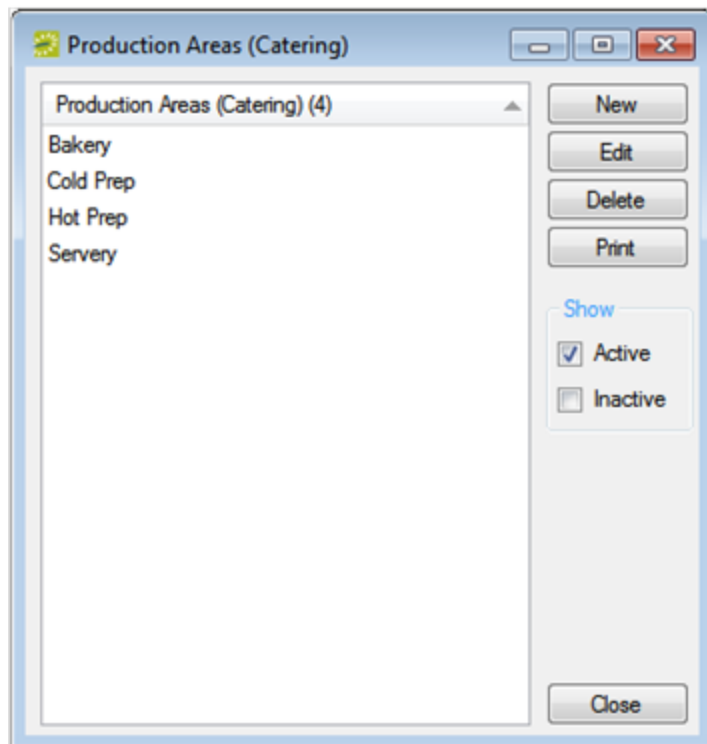 Production Areas (Catering)
Production Areas (Catering) (4)
Bakery
Cold Prep
Hot Prep
Servery
New
Edit
Delete
Print
Show
Active
Inactive
Close